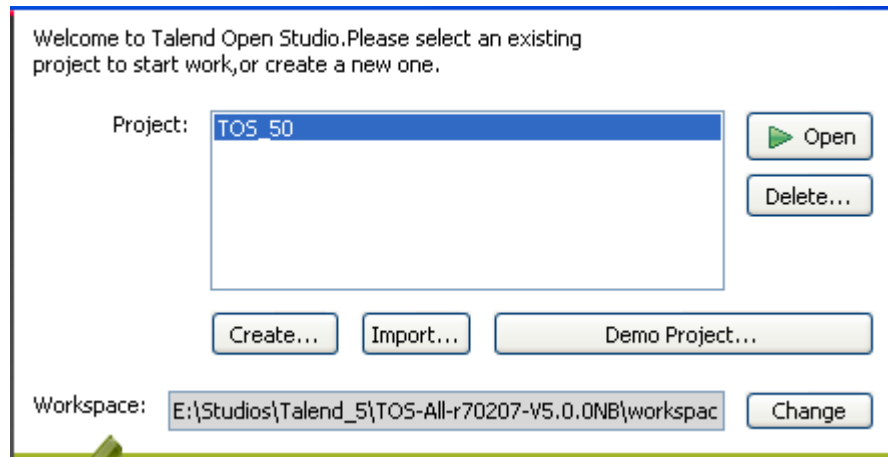 Welcome to Talend Open Studio.Please select an existing
project to start work,or create a new one.
Project:
TOS_50
Open
Delete...
Create...
Import...
Demo Project...
Workspace:
E:\Studios\Talend_5\TOS-All-r70207-V5.0.0NB\workspac
Change